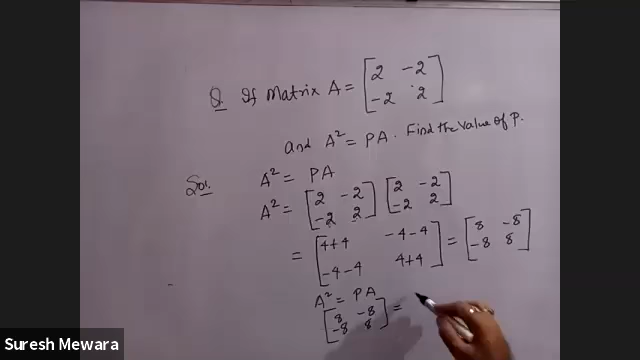 Q If Matrix A = [2 -2
-2 2]
and A² = PA. Find the value of P.
Sol. A² = PA
A² = [2 -2 [2 -2
-2 2] -2 2]
= [4+4 -4-4 = [8 -8
-4-4 4+4] -8 8]
A² = PA
[8 -8
-8 8] =
Suresh Mewara